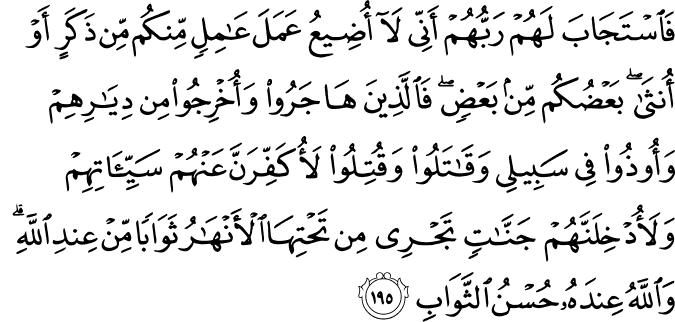 فَٱسۡتَجَابَ لَهُمۡ رَبُّهُمۡ أَنِّي لَآ أُضِيعُ عَمَلَ عَٰمِلٖ مِّنكُم مِّن ذَكَرٍ أَوۡ
أُنثَىٰۖ بَعۡضُكُم مِّنۢ بَعۡضٖۖ فَٱلَّذِينَ هَاجَرُواْ وَأُخۡرِجُواْ مِن دِيَٰرِهِمۡ
وَأُوذُواْ فِي سَبِيلِي وَقَٰتَلُواْ وَقُتِلُواْ لَأُكَفِّرَنَّ عَنۡهُمۡ سَيِّـَٔاتِهِمۡ
وَلَأُدۡخِلَنَّهُمۡ جَنَّٰتٖ تَجۡرِي مِن تَحۡتِهَا ٱلۡأَنۡهَٰرُ ثَوَابٗا مِّنۡ عِندِ ٱللَّهِۚ
وَٱللَّهُ عِندَهُۥ حُسۡنُ ٱلثَّوَابِ ١٩٥